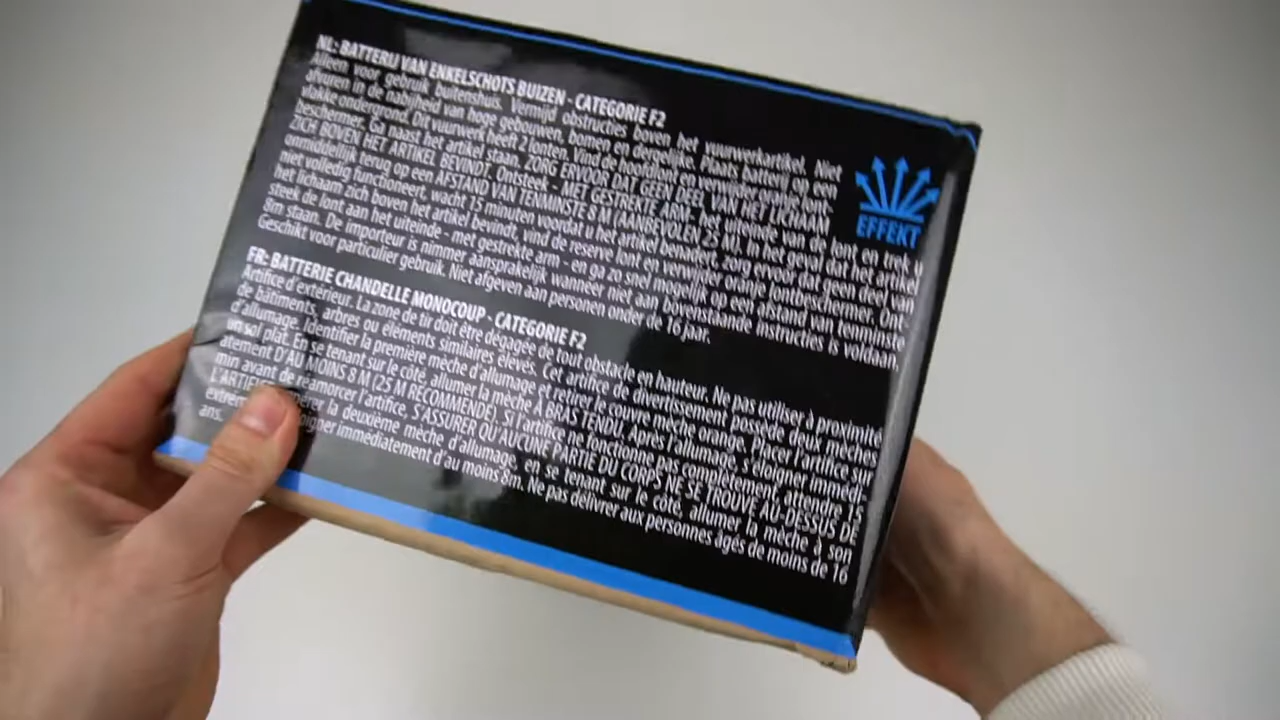 NL: BATTERIJ VAN ENKELSCHOTS BUIZEN - CATEGORIE F2
Alleen voor gebruik buitenshuis. Vermijd obstructies boven het vuurwerkartikel. Niet
afvuren in de nabijheid van hoge gebouwen, bomen en dergelijke. Plaats batterij op een
vlakke ondergrond. Dit vuurwerk heeft 2 lonten. Vind de hoofdlont en verwijder oranje lont-
beschermer. Ga naast het artikel staan. ZORG ERVOOR DAT GEEN DEEL VAN HET LICHAAM
ZICH BOVEN HET ARTIKEL BEVINDT. Ontsteek - MET GESTREKTE ARM - het uiteinde van de lont en trek u
onmiddellijk terug op een AFSTAND VAN TENMINSTE 8 M (AANBEVOLEN 25 M). In het geval dat het artikel
niet volledig functioneert, wacht 15 minuten voordat u het artikel benadert, zorg ervoor dat geen deel van
het lichaam zich boven het artikel bevindt, vind de reserve lont en verwijder oranje lontbeschermer. Ont-
steek de lont aan het uiteinde - met gestrekte arm - en ga zo snel mogelijk op een afstand van tenminste
8m staan. De importeur is nimmer aansprakelijk wanneer niet aan bovenstaande instructies is voldaan.
Geschikt voor particulier gebruik. Niet afgeven aan personen onder de 16 jaar.
EFFEKT
FR: BATTERIE CHANDELLE MONOCOUP - CATEGORIE F2
Artifice d'extérieur. La zone de tir doit être dégagée de tout obstacle en hauteur. Ne pas utiliser à proximité
de bâtiments, arbres ou éléments similaires élevés. Cet artifice de divertissement possède deux mèches
d'allumage. Identifier la première mèche d'allumage et retirer le couvre mèche orange. Placer l'artifice sur
un sol plat. En se tenant sur le côté, allumer la mèche À BRAS TENDU. Après l'allumage, s'éloigner immédi-
atement D'AU MOINS 8 M (25 M RECOMMENDÉ). Si l'artifice ne fonctionne pas complètement, attendre 15
min avant de réamorcer l'artifice. S'ASSURER QU'AUCUNE PARTIE DU CORPS NE SE TROUVE AU-DESSUS DE
L'ARTIFICE. la deuxième mèche d'allumage, en se tenant sur le côté, allumer la mèche à son
immédiatement d'au moins 8m. Ne pas délivrer aux personnes âgés de moins de 16
ans.